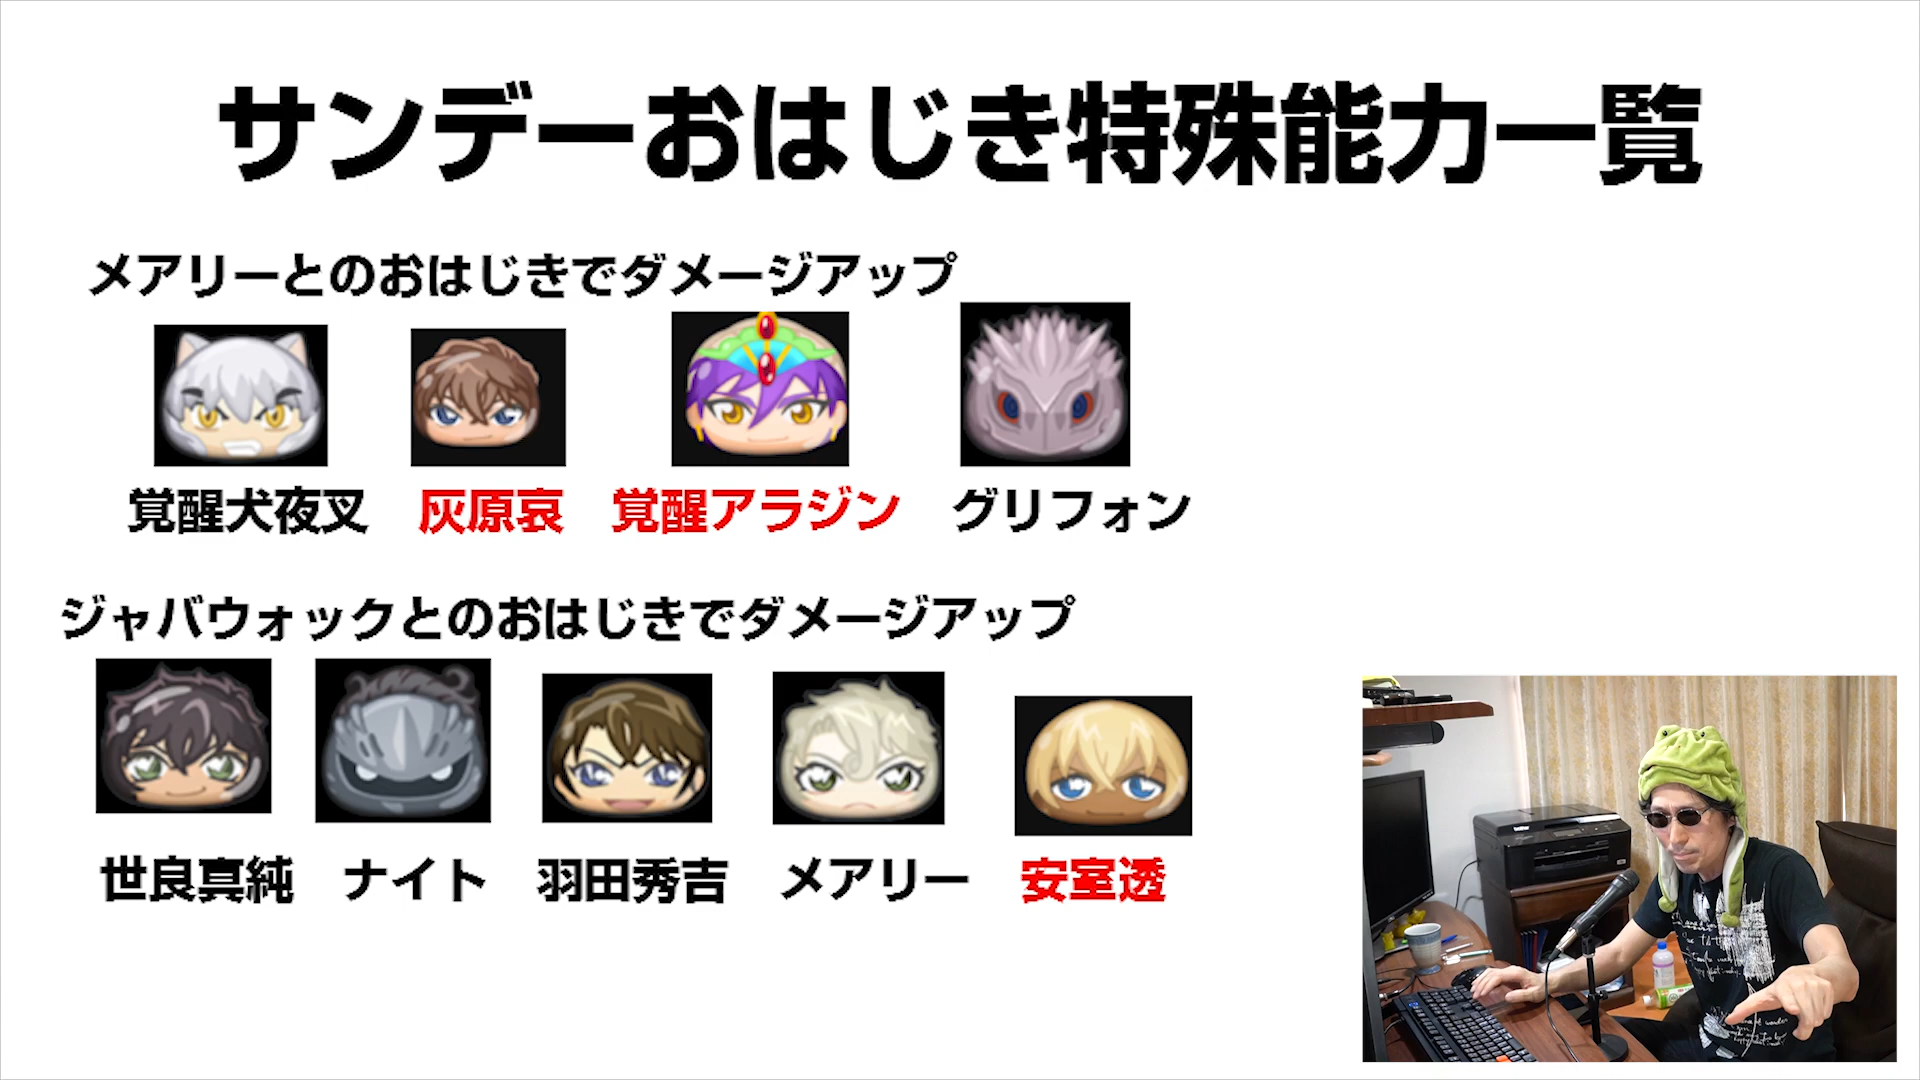 サンデーおはじき特殊能力一覧
メアリーとのおはじきでダメージアップ
覚醒犬夜叉 灰原哀 覚醒アラジン グリフォン
ジャバウォックとのおはじきでダメージアップ
世良真純 ナイト 羽田秀吉 メアリー 安室透
brother